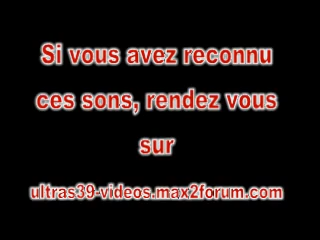 Si vous avez reconnu
ces sons, rendez vous
sur
ultras39-videos.max2forum.com